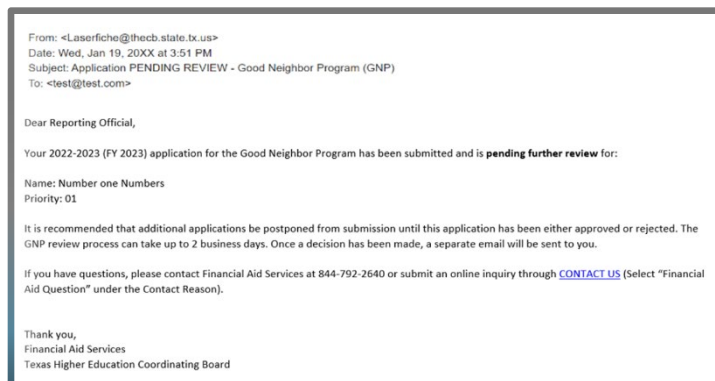 From: <Laserfiche@thecb.state.tx.us>
Date: Wed, Jan 19, 20XX at 3:51 PM
Subject: Application PENDING REVIEW - Good Neighbor Program (GNP)
To: <test@test.com>
Dear Reporting Official,
Your 2022-2023 (FY 2023) application for the Good Neighbor Program has been submitted and is pending further review for:
Name: Number one Numbers
Priority: 01
It is recommended that additional applications be postponed from submission until this application has been either approved or rejected. The
GNP review process can take up to 2 business days. Once a decision has been made, a separate email will be sent to you.
If you have questions, please contact Financial Aid Services at 844-792-2640 or submit an online inquiry through CONTACT US (Select “Financial
Aid Question” under the Contact Reason).
Thank you,
Financial Aid Services
Texas Higher Education Coordinating Board